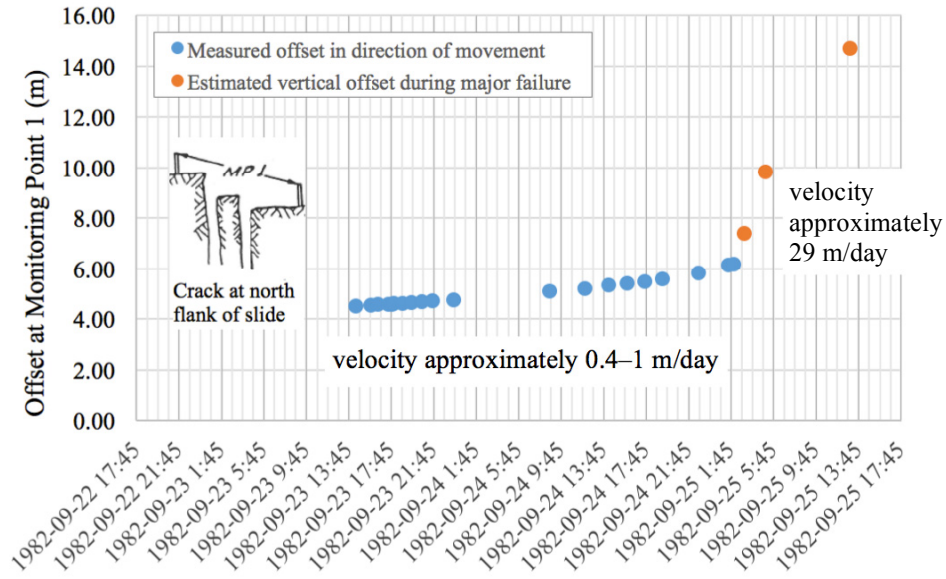 16.00
14.00
12.00
10.00
8.00
6.00
4.00
2.00
0.00
Offset at Monitoring Point 1 (m)
Measured offset in direction of movement
Estimated vertical offset during major failure
MP1
Crack at north
flank of slide
velocity
approximately
29 m/day
velocity approximately 0.4–1 m/day
1982-09-22 17:45
1982-09-22 21:45
1982-09-23 1:45
1982-09-23 5:45
1982-09-23 9:45
1982-09-23 13:45
1982-09-23 17:45
1982-09-23 21:45
1982-09-24 1:45
1982-09-24 5:45
1982-09-24 9:45
1982-09-24 13:45
1982-09-24 17:45
1982-09-24 21:45
1982-09-25 1:45
1982-09-25 5:45
1982-09-25 9:45
1982-09-25 13:45
1982-09-25 17:45